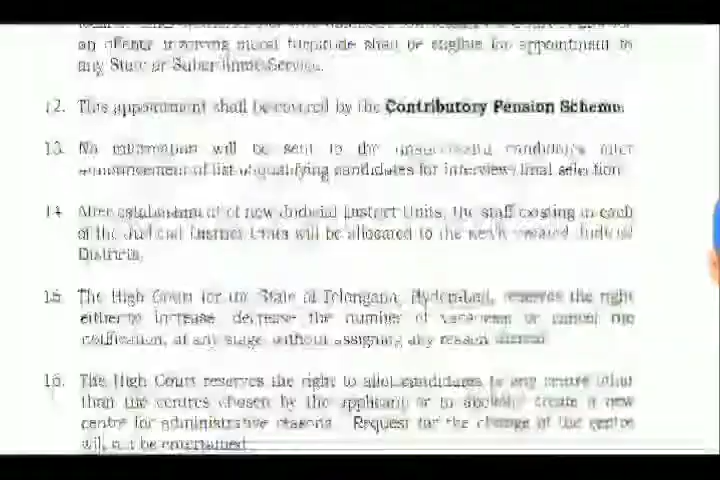 an offence involving moral turpitude shall be eligible for appointment to
any State or Subordinate Service.
12. This appointment shall be covered by the Contributory Pension Scheme.
13. No information will be sent to the unsuccessful candidates after
announcement of list of qualifying candidates for interview/final selection
14. After establishment of new Judicial District Units, the staff existing in each
of the Judicial District Units will be allocated to the newly created Judicial
Districts.
15. The High Court for the State of Telangana, Hyderabad, reserves the right
either to increase, decrease the number of vacancies or cancel the
notification, at any stage, without assigning any reason thereof.
16. The High Court reserves the right to allot candidates to any centre other
than the centres chosen by the applicant or to abolish/ create a new
centre for administrative reasons. Request for the change of the centre
will not be entertained.